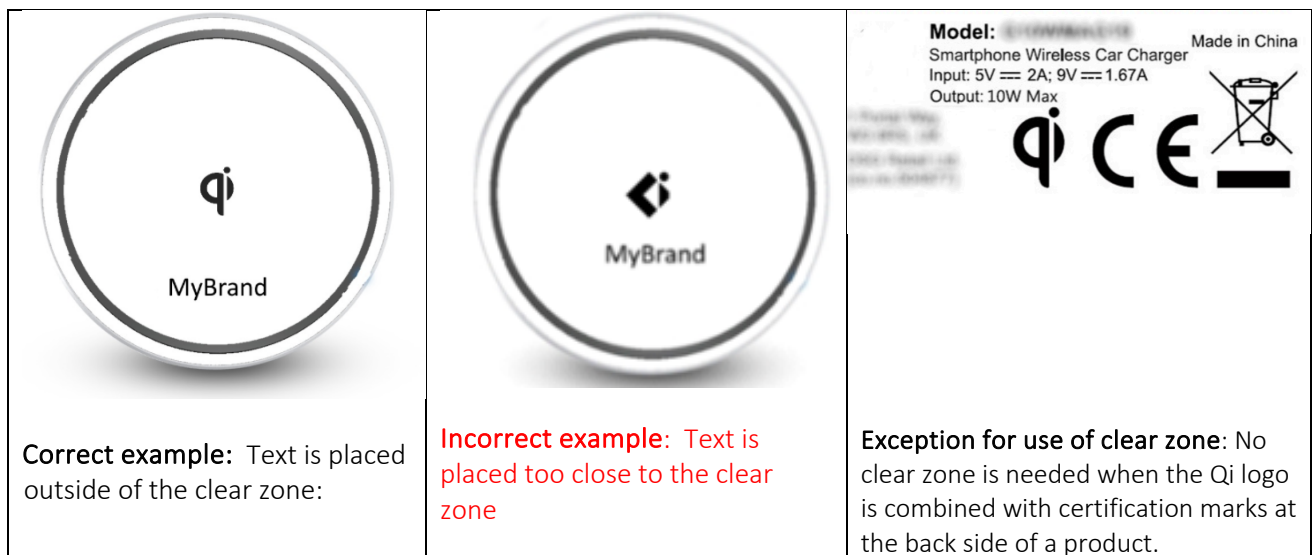 qi
MyBrand
Correct example: Text is placed
outside of the clear zone:
MyBrand
Incorrect example: Text is
placed too close to the clear
zone
Model:
Made in China
Smartphone Wireless Car Charger
Input: 5V ⎓ 2A; 9V ⎓ 1.67A
Output: 10W Max
qi CE
Exception for use of clear zone: No
clear zone is needed when the Qi logo
is combined with certification marks at
the back side of a product.